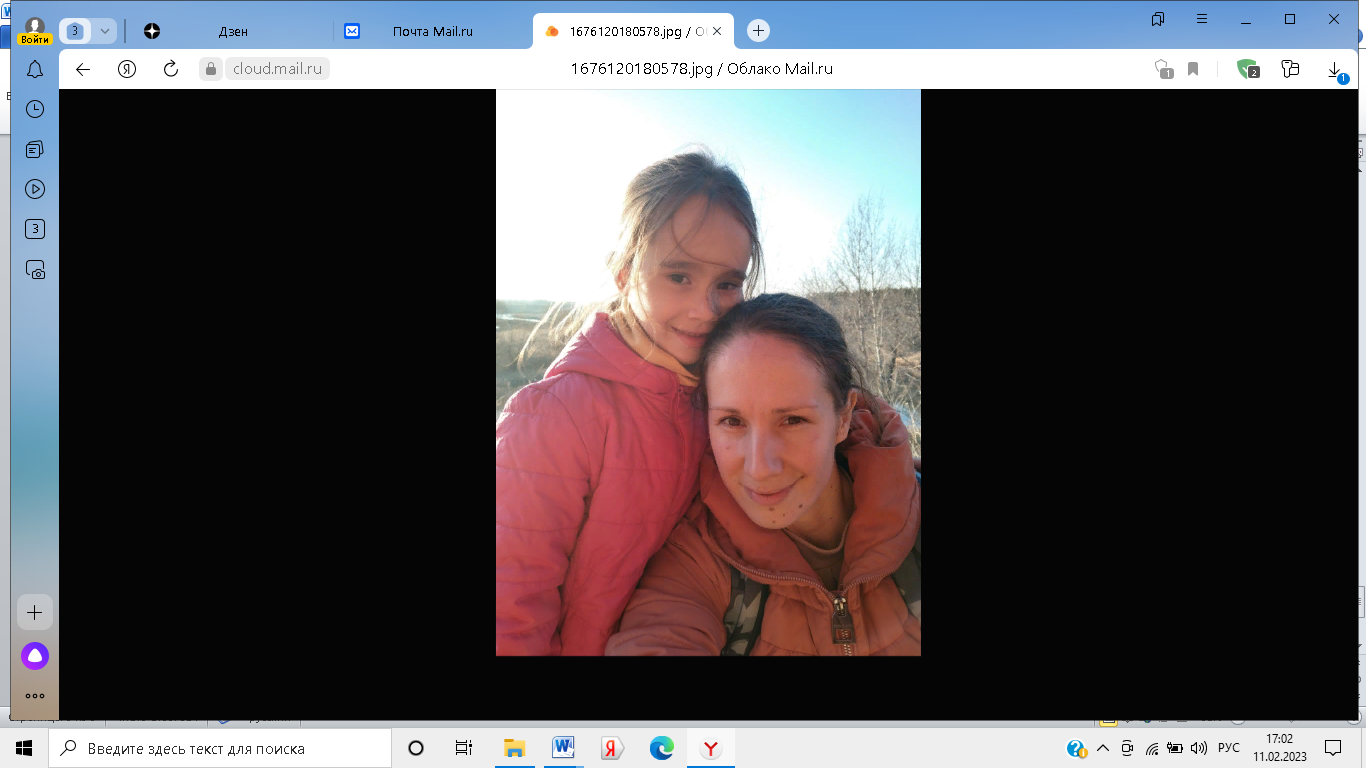 Войти
3
Дзен
Почта Mail.ru
1676120180578.jpg / О
Я
cloud.mail.ru
1676120180578.jpg / Облако Mail.ru
1
2
1
3
Введите здесь текст для поиска
W
Я
Y
РУС
17:02
11.02.2023